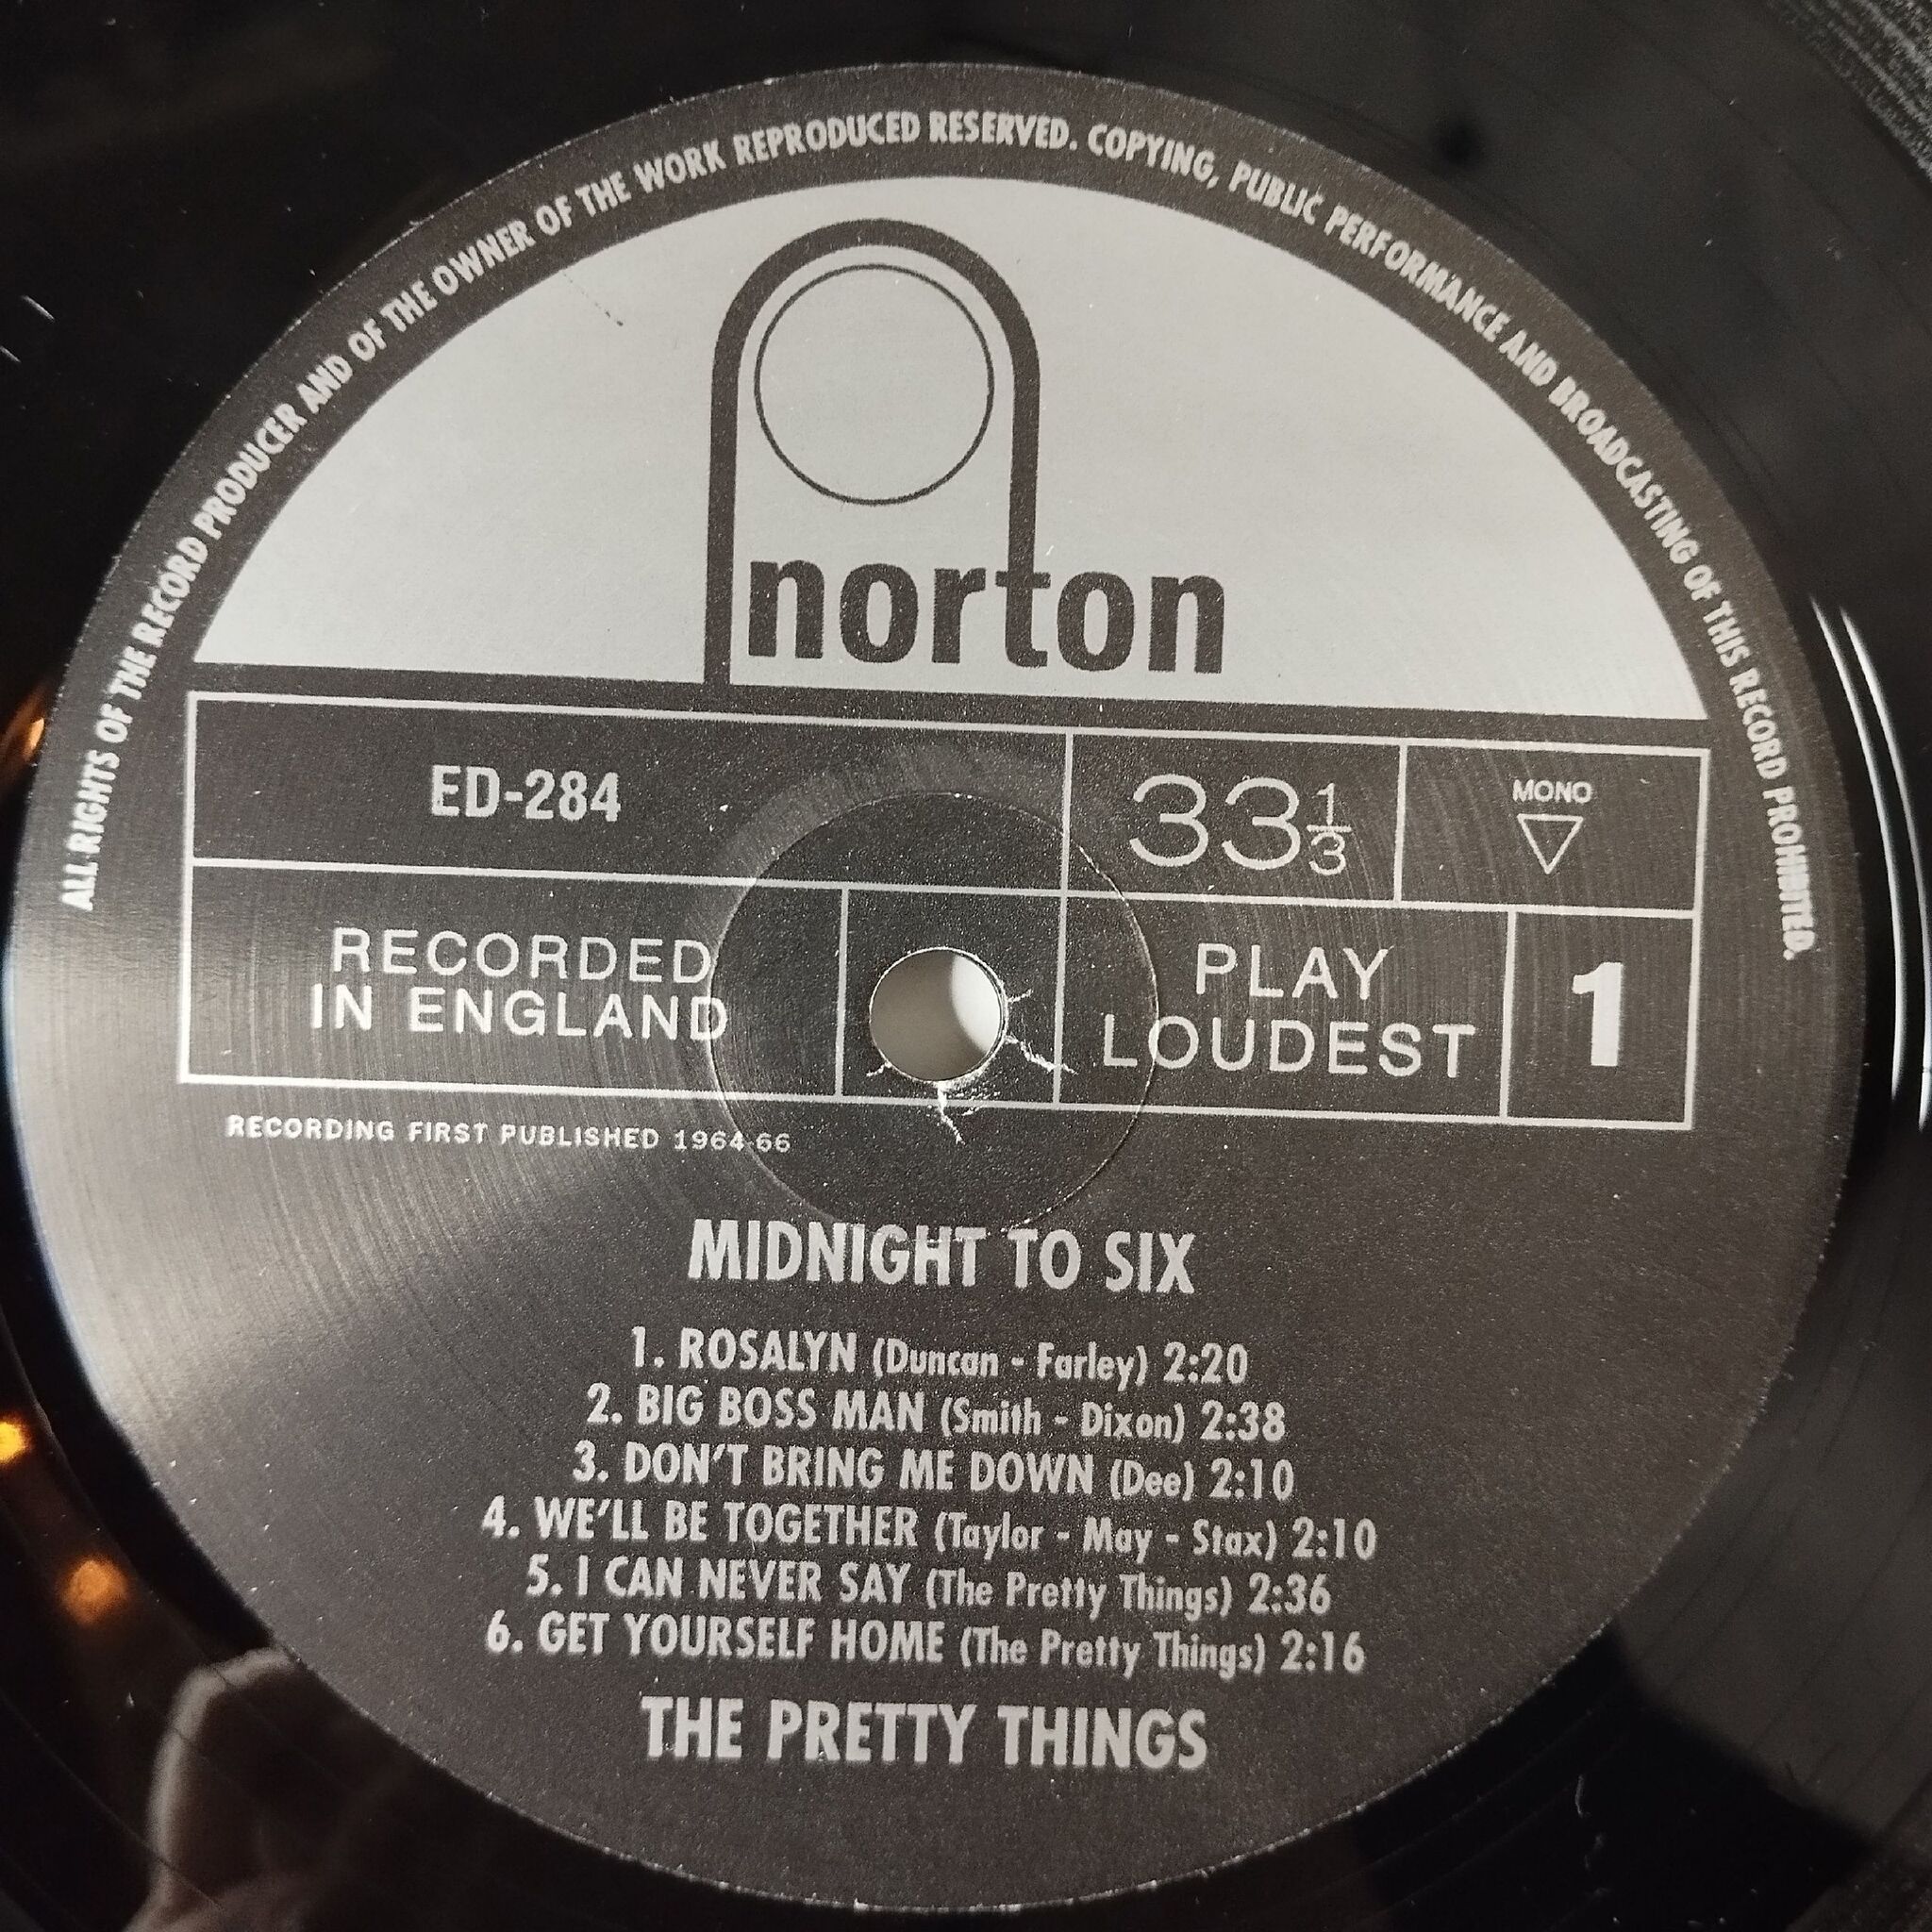 ALL RIGHTS OF THE RECORD PRODUCER AND OF THE OWNER OF THE WORK REPRODUCED RESERVED. COPYING, PUBLIC PERFORMANCE AND BROADCASTING OF THIS RECORD PROHIBITED.
norton
ED-284
33⅓
MONO
RECORDED
IN ENGLAND
PLAY
LOUDEST
1
RECORDING FIRST PUBLISHED 1964-66
MIDNIGHT TO SIX
1. ROSALYN (Duncan - Farley) 2:20
2. BIG BOSS MAN (Smith - Dixon) 2:38
3. DON'T BRING ME DOWN (Dee) 2:10
4. WE'LL BE TOGETHER (Taylor - May - Stax) 2:10
5. I CAN NEVER SAY (The Pretty Things) 2:36
6. GET YOURSELF HOME (The Pretty Things) 2:16
THE PRETTY THINGS